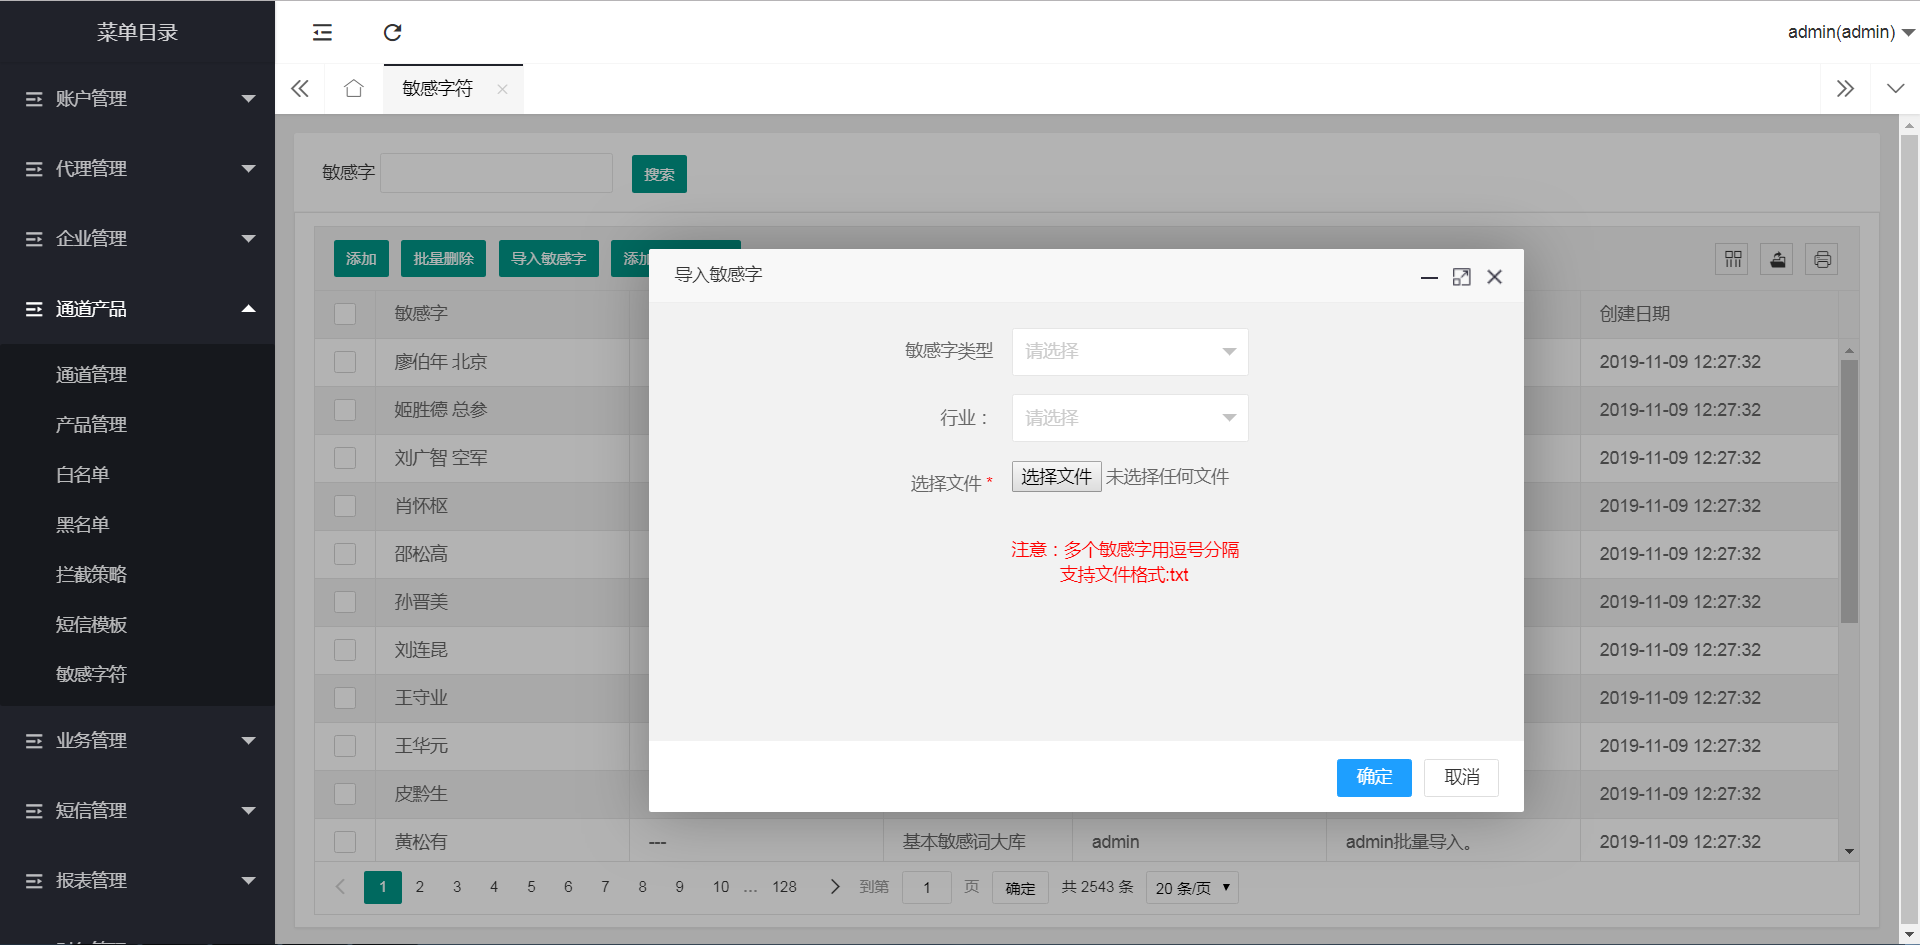 菜单目录
admin(admin)
账户管理
代理管理
企业管理
通道产品
通道管理
产品管理
白名单
黑名单
拦截策略
短信模板
敏感字符
业务管理
短信管理
报表管理
敏感字符
敏感字
搜索
添加
批量删除
导入敏感字
敏感字
创建日期
廖伯年 北京
2019-11-09 12:27:32
姬胜德 总参
2019-11-09 12:27:32
刘广智 空军
2019-11-09 12:27:32
肖怀枢
2019-11-09 12:27:32
邵松高
2019-11-09 12:27:32
孙晋美
2019-11-09 12:27:32
刘连昆
2019-11-09 12:27:32
王守业
2019-11-09 12:27:32
王华元
2019-11-09 12:27:32
皮黔生
2019-11-09 12:27:32
黄松有 --- 基本敏感词大库 admin admin批量导入。 2019-11-09 12:27:32
1 2 3 4 5 6 7 8 9 10 … 128 到第 1 页 确定 共 2543 条 20 条/页
导入敏感字
敏感字类型 请选择
行业： 请选择
选择文件 * 选择文件 未选择任何文件
注意：多个敏感字用逗号分隔
支持文件格式:txt
确定 取消